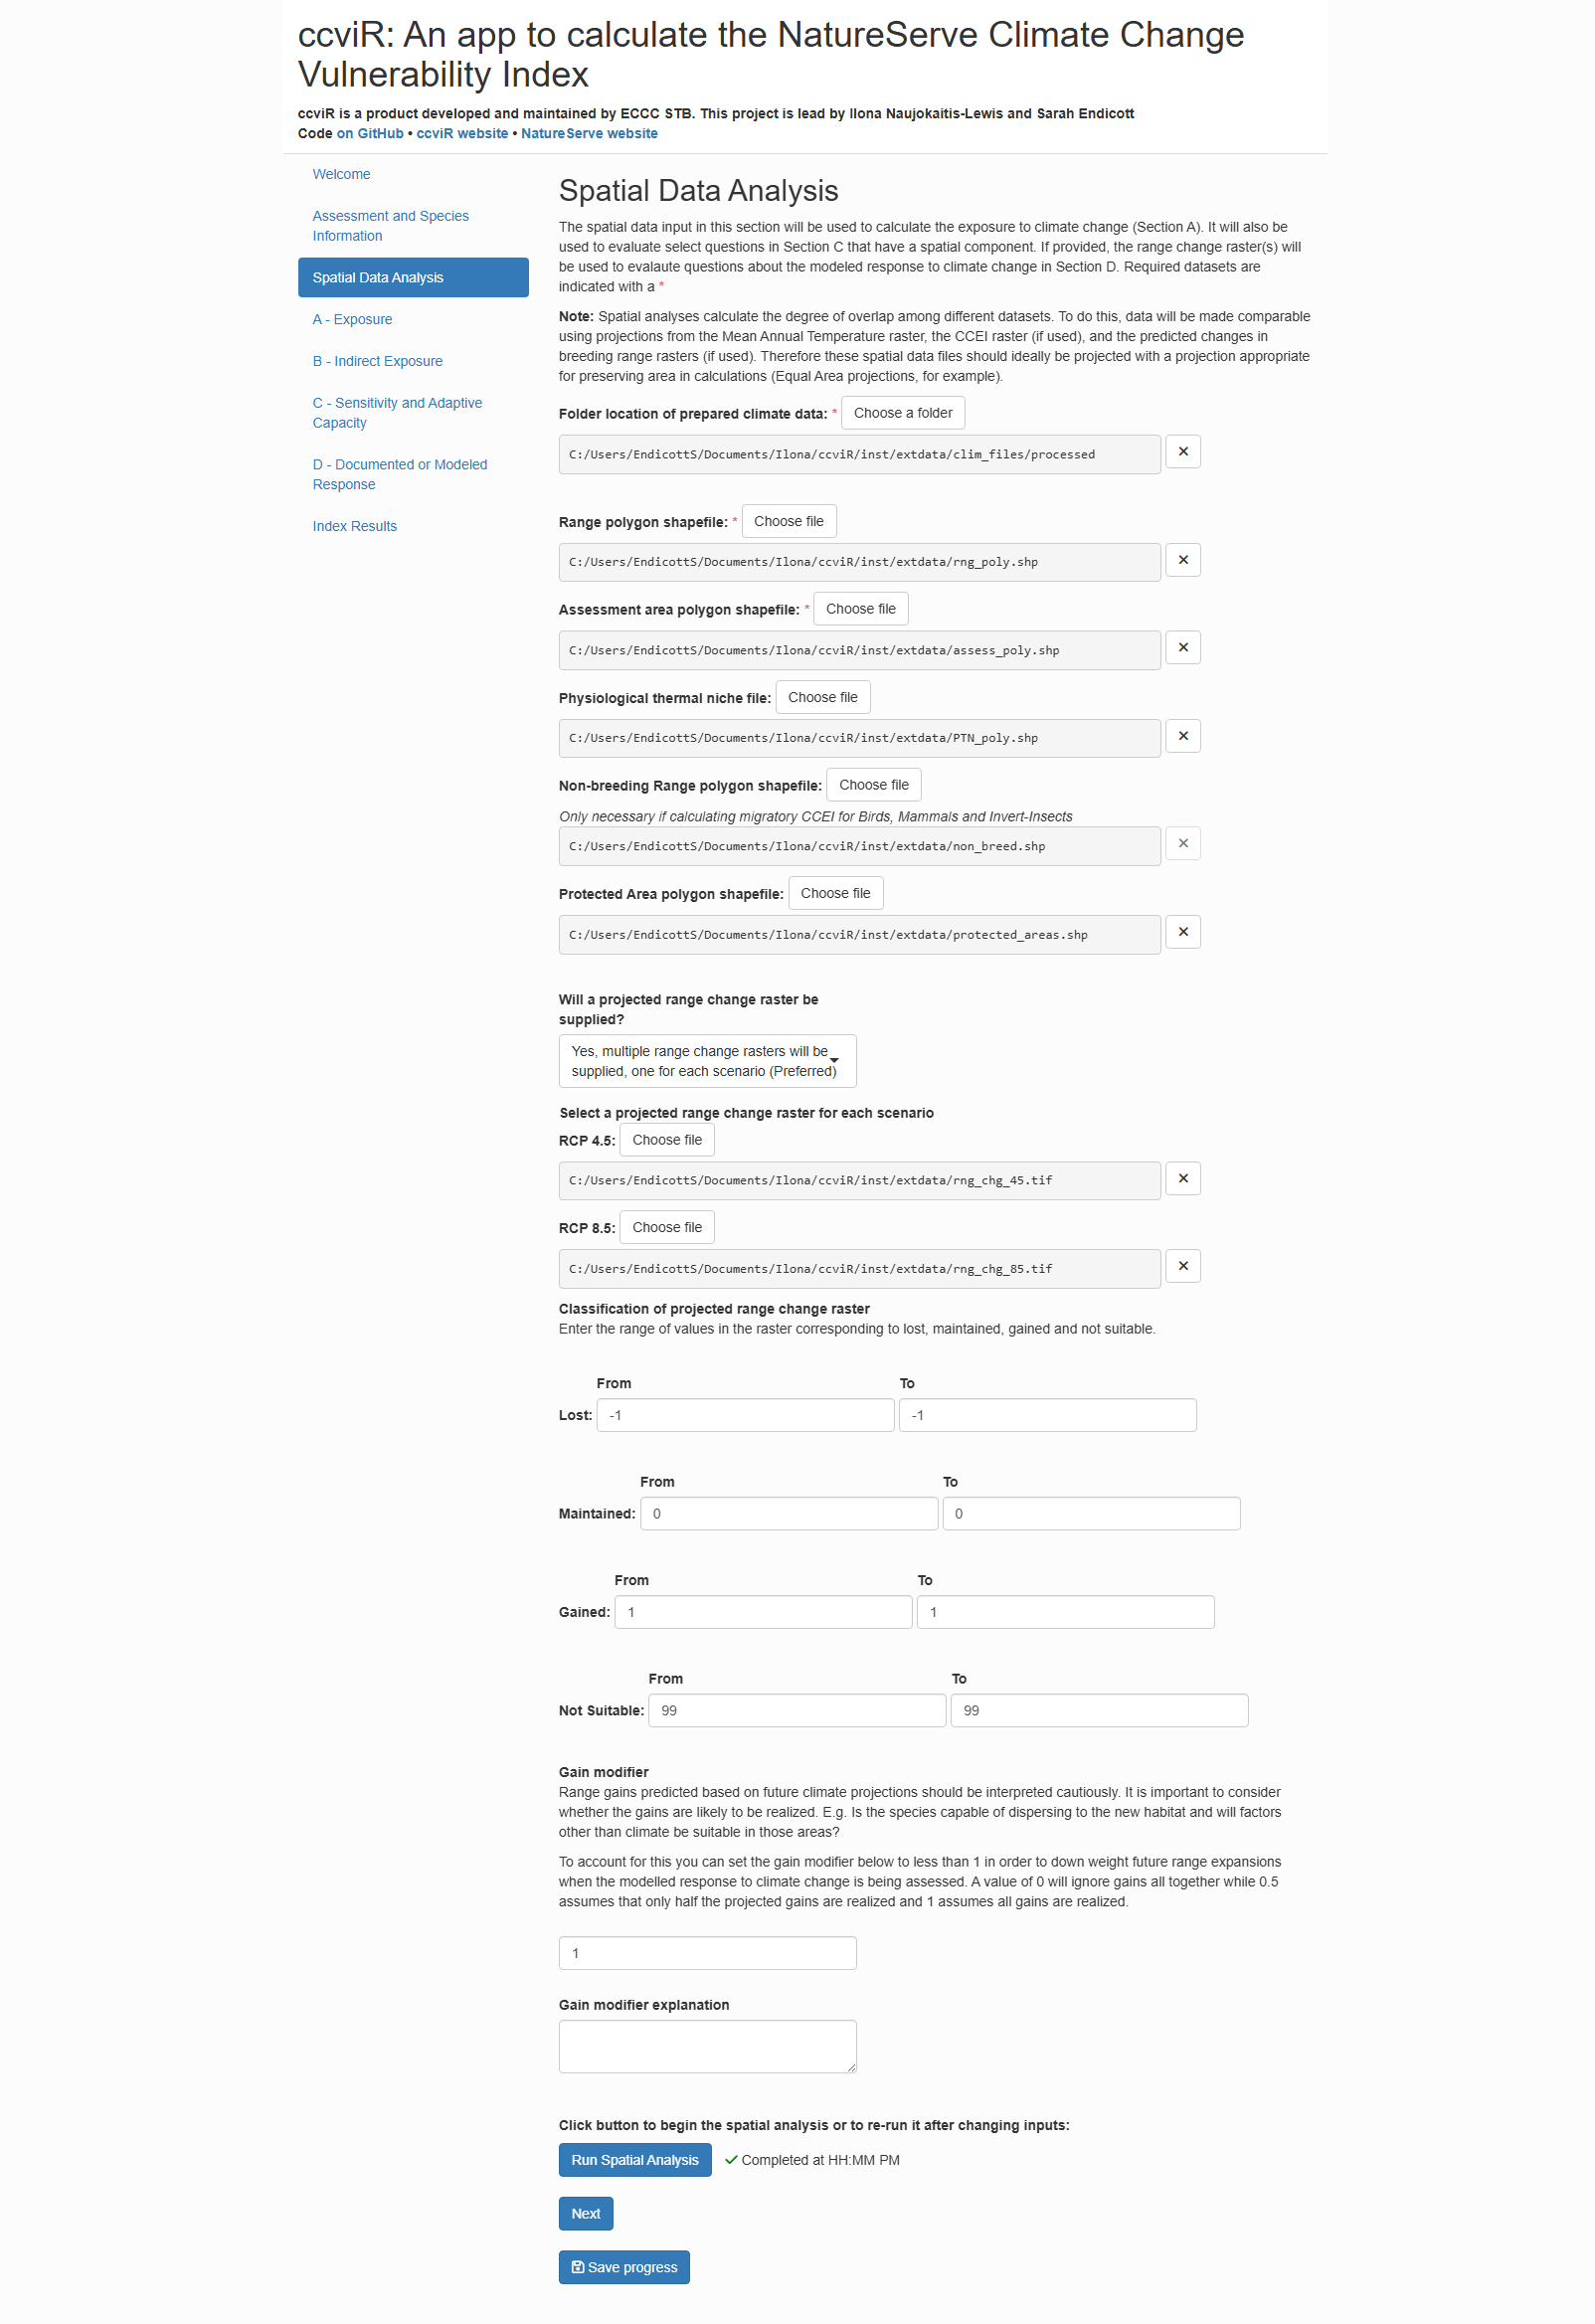 ccviR: An app to calculate the NatureServe Climate Change
Vulnerability Index
ccviR is a product developed and maintained by ECCC STB. This project is lead by Ilona Naujokaitis-Lewis and Sarah Endicott
Code on GitHub • ccviR website • NatureServe website
Welcome
Assessment and Species
Information
Spatial Data Analysis
A - Exposure
B - Indirect Exposure
C - Sensitivity and Adaptive
Capacity
D - Documented or Modeled
Response
Index Results
Spatial Data Analysis
The spatial data input in this section will be used to calculate the exposure to climate change (Section A). It will also be
used to evaluate select questions in Section C that have a spatial component. If provided, the range change raster(s) will
be used to evalaute questions about the modeled response to climate change in Section D. Required datasets are
indicated with a *
Note: Spatial analyses calculate the degree of overlap among different datasets. To do this, data will be made comparable
using projections from the Mean Annual Temperature raster, the CCEI raster (if used), and the predicted changes in
breeding range rasters (if used). Therefore these spatial data files should ideally be projected with a projection appropriate
for preserving area in calculations (Equal Area projections, for example).
Folder location of prepared climate data: * Choose a folder
C:/Users/EndicottS/Documents/Ilona/ccviR/inst/extdata/clim_files/processed ×
Range polygon shapefile: * Choose file
C:/Users/EndicottS/Documents/Ilona/ccviR/inst/extdata/rng_poly.shp ×
Assessment area polygon shapefile: * Choose file
C:/Users/EndicottS/Documents/Ilona/ccviR/inst/extdata/assess_poly.shp ×
Physiological thermal niche file: Choose file
C:/Users/EndicottS/Documents/Ilona/ccviR/inst/extdata/PTN_poly.shp ×
Non-breeding Range polygon shapefile: Choose file
Only necessary if calculating migratory CCEI for Birds, Mammals and Invert-Insects
C:/Users/EndicottS/Documents/Ilona/ccviR/inst/extdata/non_breed.shp ×
Protected Area polygon shapefile: Choose file
C:/Users/EndicottS/Documents/Ilona/ccviR/inst/extdata/protected_areas.shp ×
Will a projected range change raster be
supplied?
Yes, multiple range change rasters will be
supplied, one for each scenario (Preferred)
Select a projected range change raster for each scenario
RCP 4.5: Choose file
C:/Users/EndicottS/Documents/Ilona/ccviR/inst/extdata/rng_chg_45.tif ×
RCP 8.5: Choose file
C:/Users/EndicottS/Documents/Ilona/ccviR/inst/extdata/rng_chg_85.tif ×
Classification of projected range change raster
Enter the range of values in the raster corresponding to lost, maintained, gained and not suitable.
From To
Lost: -1 -1
From To
Maintained: 0 0
From To
Gained: 1 1
From To
Not Suitable: 99 99
Gain modifier
Range gains predicted based on future climate projections should be interpreted cautiously. It is important to consider
whether the gains are likely to be realized. E.g. Is the species capable of dispersing to the new habitat and will factors
other than climate be suitable in those areas?
To account for this you can set the gain modifier below to less than 1 in order to down weight future range expansions
when the modelled response to climate change is being assessed. A value of 0 will ignore gains all together while 0.5
assumes that only half the projected gains are realized and 1 assumes all gains are realized.
1
Gain modifier explanation
Click button to begin the spatial analysis or to re-run it after changing inputs:
Run Spatial Analysis ✓ Completed at HH:MM PM
Next
Save progress